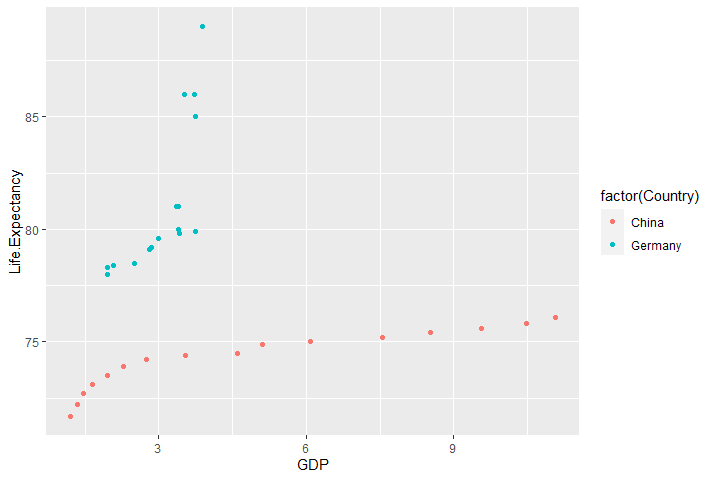 85
80
75
Life.Expectancy
3
6
9
GDP
factor(Country)
China
Germany